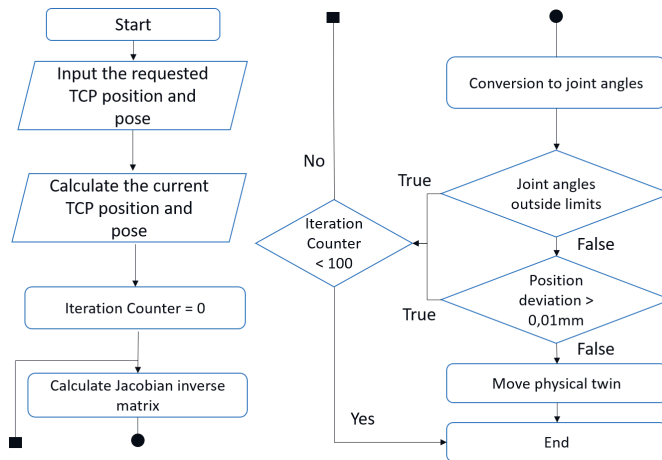 Start
Input the requested
TCP position and
pose
Calculate the current
TCP position and
pose
Iteration Counter = 0
Calculate Jacobian inverse
matrix
No
Iteration
Counter
< 100
Yes
Conversion to joint angles
True
Joint angles
outside limits
False
Position
deviation >
0,01mm
True
False
Move physical twin
End